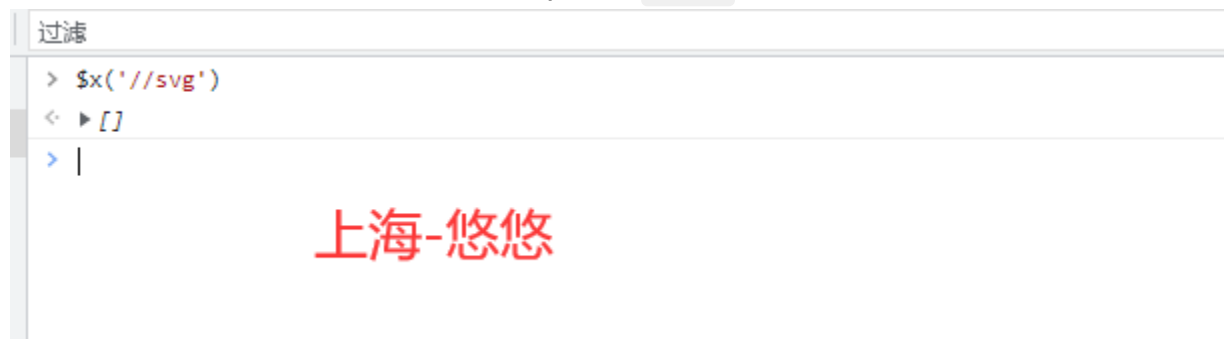 过滤
> $x('//svg')
<· ▶ []
>
上海-悠悠